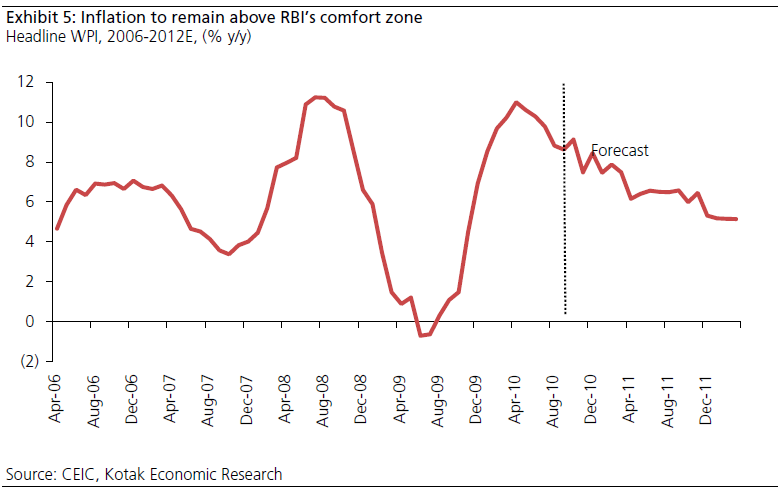 Exhibit 5: Inflation to remain above RBI's comfort zone
Headline WPI, 2006-2012E, (% y/y)
12
10
8
6
4
2
0
(2)
Forecast
Apr-06
Aug-06
Dec-06
Apr-07
Aug-07
Dec-07
Apr-08
Aug-08
Dec-08
Apr-09
Aug-09
Dec-09
Apr-10
Aug-10
Dec-10
Apr-11
Aug-11
Dec-11
Source: CEIC, Kotak Economic Research